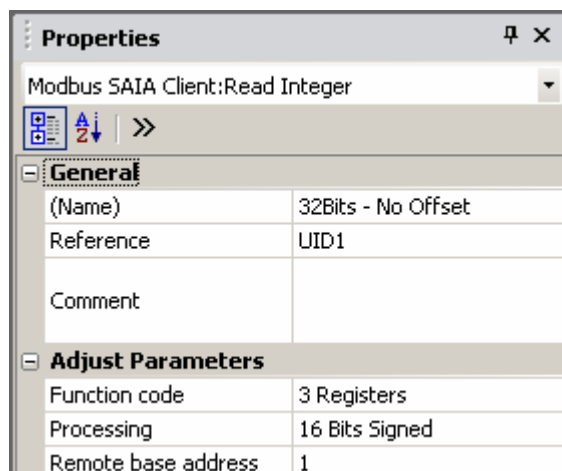 Properties
Modbus SAIA Client:Read Integer
General
(Name) 32Bits - No Offset
Reference UID1
Comment
Adjust Parameters
Function code 3 Registers
Processing 16 Bits Signed
Remote base address 1